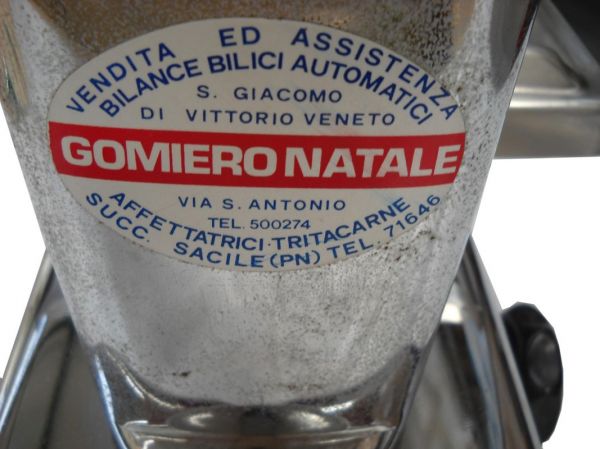 VENDITA ED ASSISTENZA
BILANCE BILICI AUTOMATICI
S. GIACOMO
DI VITTORIO VENETO
GOMIERO NATALE
VIA S. ANTONIO
TEL. 500274
AFFETTATRICI-TRITACARNE
SUCC. SACILE (PN) TEL. 71646